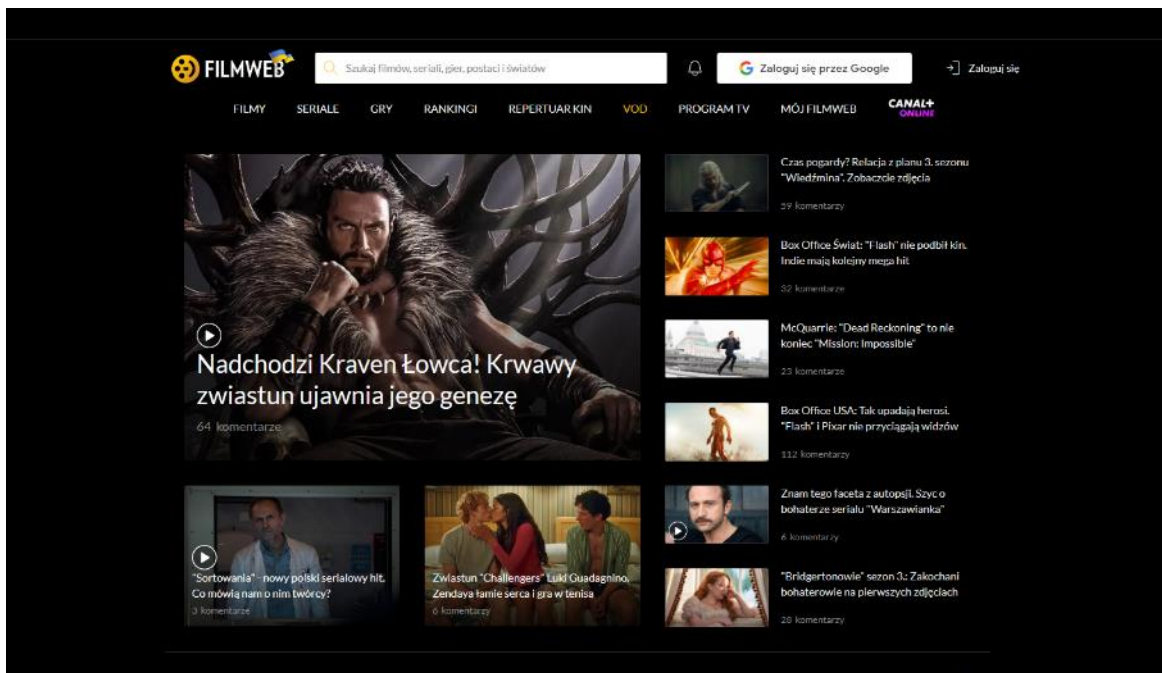 FILMWEB
Szukaj filmów, seriali, gier, postaci i światów
Zaloguj się przez Google
Zaloguj się
FILMY
SERIALE
GRY
RANKINGI
REPERTUAR KIN
VOD
PROGRAM TV
MÓJ FILMWEB
CANAL+
ONLINE
Nadchodzi Kraven Łowca! Krwawy
zwiastun ujawnia jego genezę
64 komentarze
"Sortowania" - nowy polski serialowy hit.
Co mówią nam o nim twórcy?
3 komentarze
Zwiastun "Challengers" Luki Guadagnino.
Zendaya łamie serca i gra w tenisa
6 komentarzy
Czas pogardy? Relacja z planu 3. sezonu
"Wiedźmina". Zobaczcie zdjęcia
59 komentarzy
Box Office Świat: "Flash" nie podbił kin.
Indie mają kolejny mega hit
32 komentarze
McQuarrie: "Dead Reckoning" to nie
koniec "Mission: Impossible"
23 komentarze
Box Office USA: Tak upadają herosi.
"Flash" i Pixar nie przyciągają widzów
112 komentarzy
Znam tego faceta z autopsji. Szyc o
bohaterze serialu "Warszawianka"
6 komentarzy
"Bridgertonowie" sezon 3.: Zakochani
bohaterowie na pierwszych zdjęciach
28 komentarzy